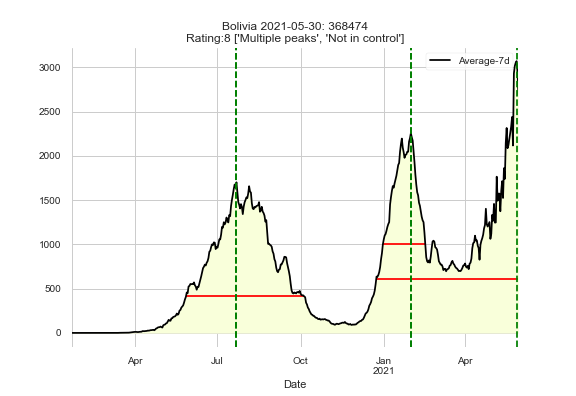 Bolivia 2021-05-30: 368474
Rating:8 ['Multiple peaks', 'Not in control']
Average-7d
3000
2500
2000
1500
1000
500
0
Apr
Jul
Oct
Jan
2021
Apr
Date